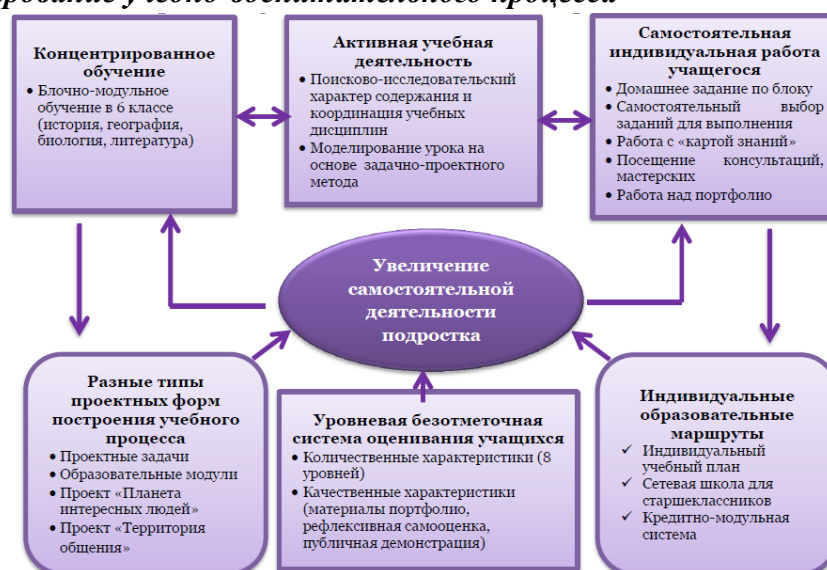 учебно-воспитательного процесса
Концентрированное
обучение
• Блочно-модульное
обучение в 6 классе
(история, география,
биология, литература)
Активная учебная
деятельность
• Поисково-исследовательский
характер содержания и
координация учебных
дисциплин
• Моделирование урока на
основе задачно-проектного
метода
Самостоятельная
индивидуальная работа
учащегося
• Домашнее задание по блоку
• Самостоятельный выбор
заданий для выполнения
• Работа с «картой знаний»
• Посещение консультаций,
мастерских
• Работа над портфолио
Увеличение
самостоятельной
деятельности
подростка
Разные типы
проектных форм
построения учебного
процесса
• Проектные задачи
• Образовательные модули
• Проект «Планета
интересных людей»
• Проект «Территория
общения»
Уровневая безотметочная
система оценивания учащихся
• Количественные характеристики (8
уровней)
• Качественные характеристики
(материалы портфолио,
рефлексивная самооценка,
публичная демонстрация)
Индивидуальные
образовательные
маршруты
✓ Индивидуальный
учебный план
✓ Сетевая школа для
старшеклассников
✓ Кредитно-модульная
система